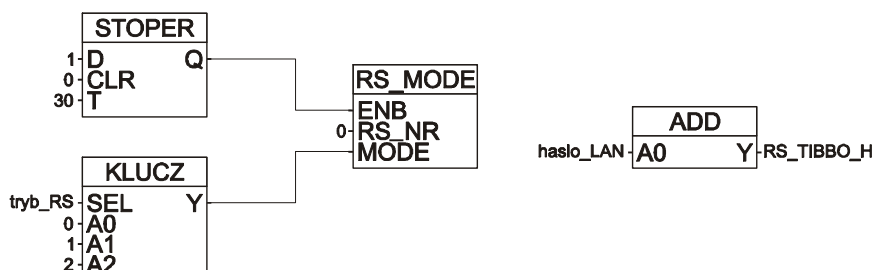 STOPER
1 D Q
0 CLR
30 T
RS_MODE
ENB
0 RS_NR
MODE
ADD
haslo_LAN A0 Y RS_TIBBO_H
KLUCZ
tryb_RS SEL Y
0 A0
1 A1
2 A2